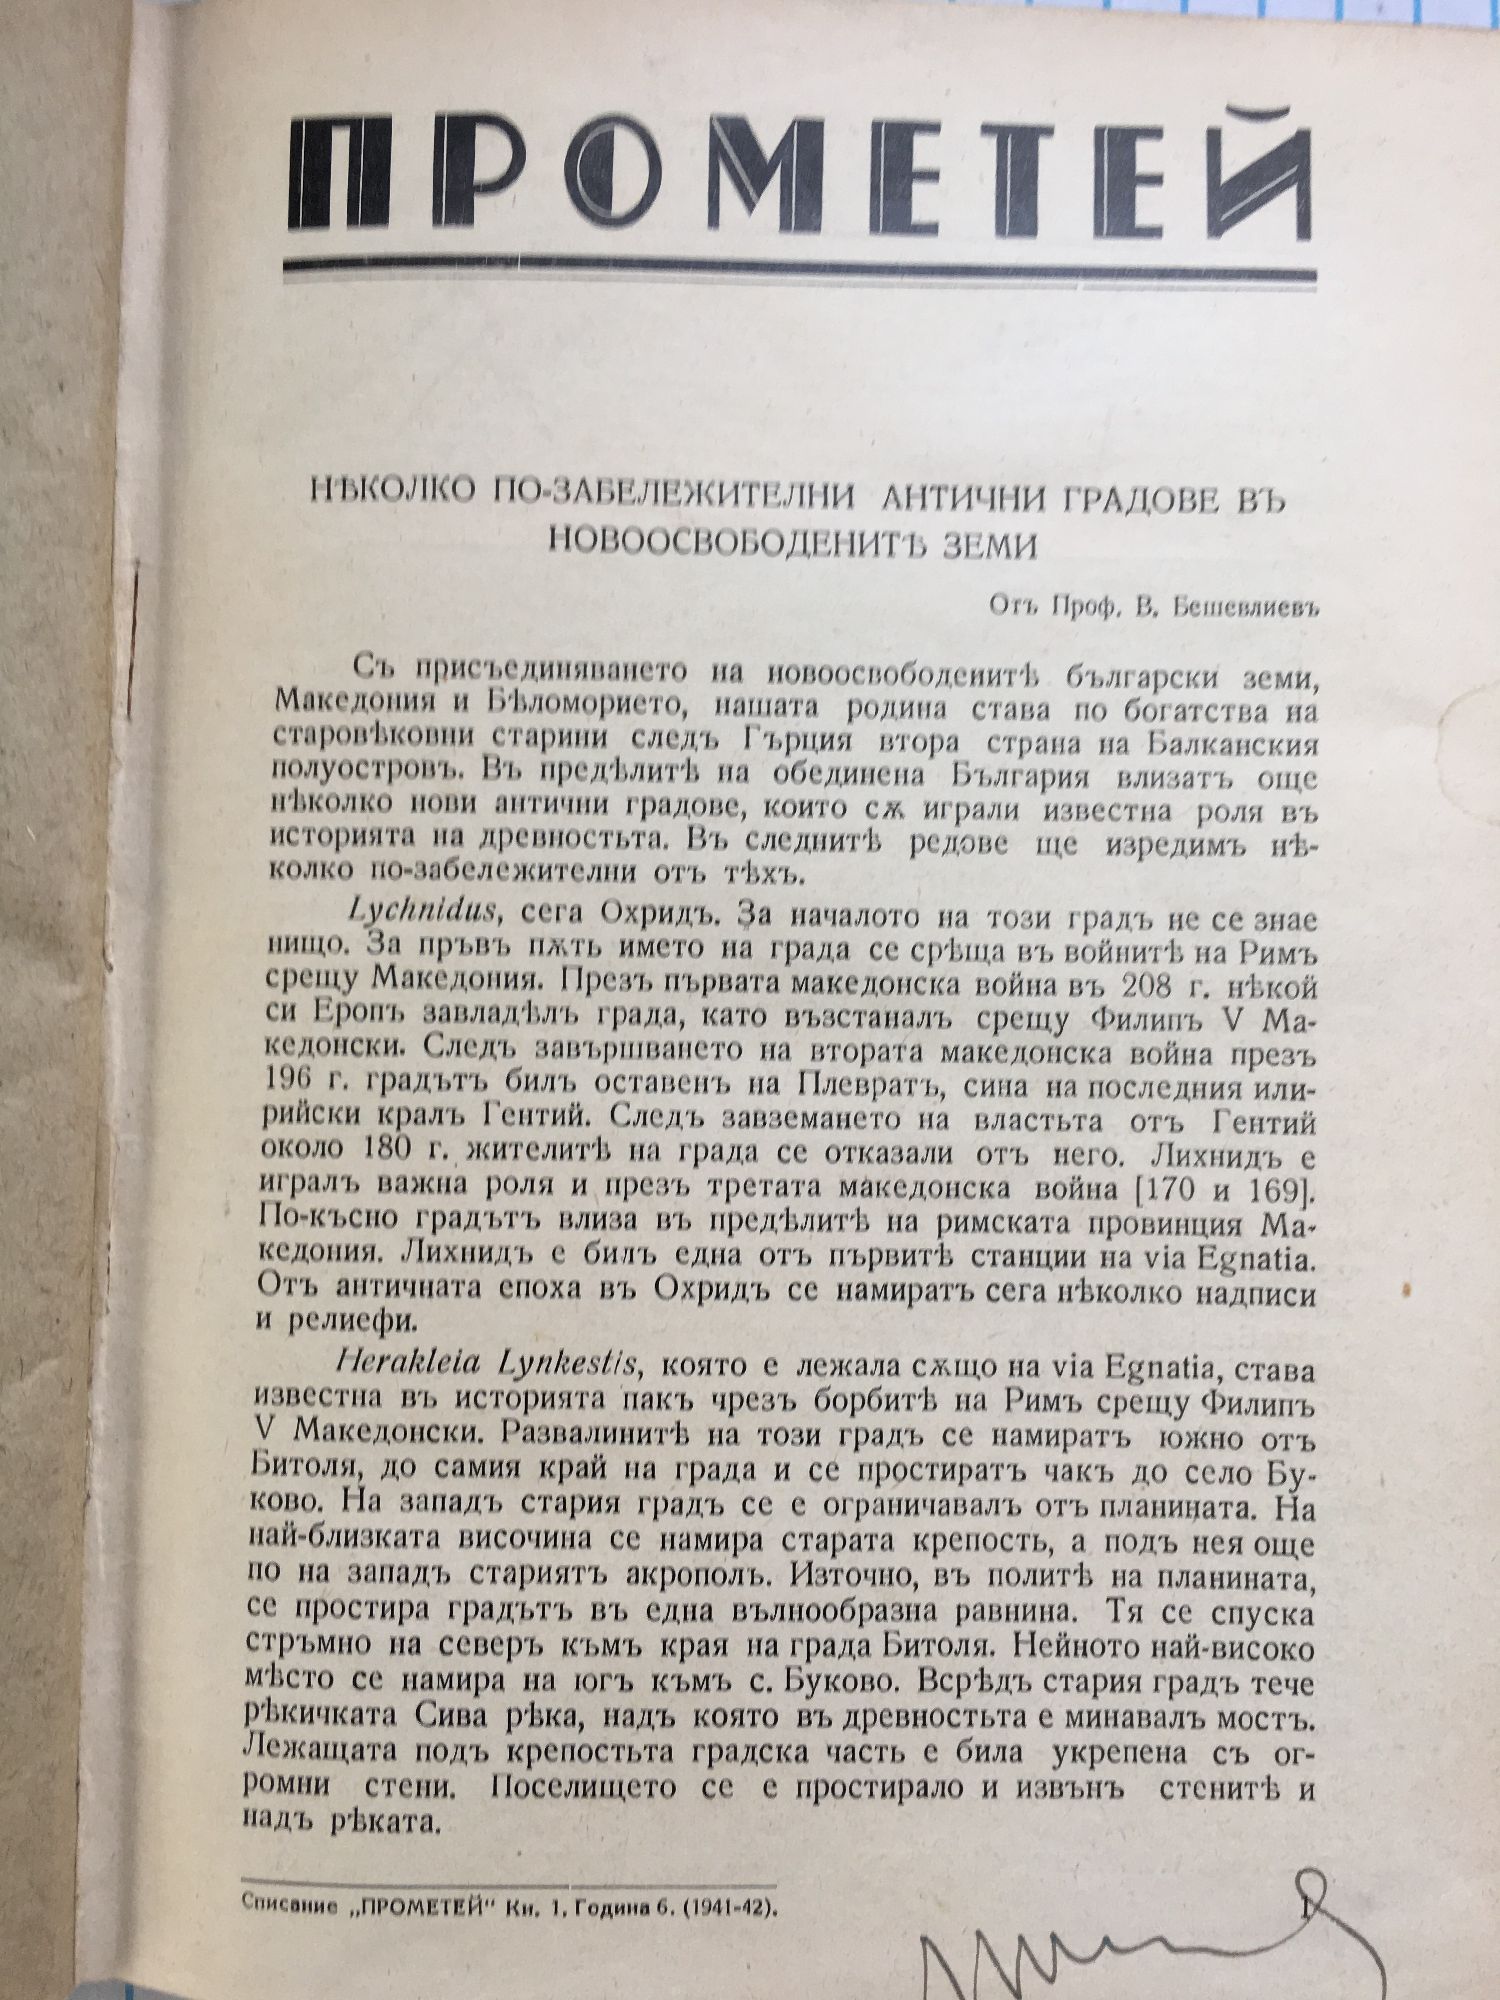 ПРОМЕТЕЙ
НѢКОЛКО ПО-ЗАБЕЛЕЖИТЕЛНИ АНТИЧНИ ГРАДОВЕ ВЪ
НОВООСВОБОДЕНИТѢ ЗЕМИ
Отъ Проф. В. Бешевлиевъ
Съ присъединяването на новоосвободенитѣ български земи,
Македония и Бѣломорието, нашата родина става по богатства на
старовѣковни старини следъ Гърция втора страна на Балканския
полуостровъ. Въ предѣлитѣ на обединена България влизатъ още
нѣколко нови антични градове, които сѫ играли известна роля въ
историята на древностьта. Въ следнитѣ редове ще изредимъ нѣ-
колко по-забележителни отъ тѣхъ.
Lychnidus, сега Охридъ. За началото на този градъ не се знае
нищо. За пръвъ пѫть името на града се срѣща въ войнитѣ на Римъ
срещу Македония. Презъ първата македонска война въ 208 г. нѣкой
си Еропъ завладѣлъ града, като възстаналъ срещу Филипъ V Ма-
кедонски. Следъ завършването на втората македонска война презъ
196 г. градътъ билъ оставенъ на Плевратъ, сина на последния или-
рийски кралъ Гентий. Следъ завземането на властьта отъ Гентий
около 180 г. жителитѣ на града се отказали отъ него. Лихнидъ е
игралъ важна роля и презъ третата македонска война [170 и 169].
По-късно градътъ влиза въ предѣлитѣ на римската провинция Ма-
кедония. Лихнидъ е билъ една отъ първитѣ станции на via Egnatia.
Отъ античната епоха въ Охридъ се намиратъ сега нѣколко надписи
и релиефи.
Herakleia Lynkestis, която е лежала сѫщо на via Egnatia, става
известна въ историята пакъ чрезъ борбитѣ на Римъ срещу Филипъ
V Македонски. Развалинитѣ на този градъ се намиратъ южно отъ
Битоля, до самия край на града и се простиратъ чакъ до село Бу-
ково. На западъ стария градъ се е ограничавалъ отъ планината. На
най-близката височина се намира старата крепость, а подъ нея още
по на западъ стариятъ акрополъ. Източно, въ политѣ на планината,
се простира градътъ въ една вълнообразна равнина. Тя се спуска
стръмно на северъ къмъ края на града Битоля. Нейното най-високо
мѣсто се намира на югъ къмъ с. Буково. Всрѣдъ стария градъ тече
рѣкичката Сива рѣка, надъ която въ древностьта е миналъ мостъ.
Лежащата подъ крепостьта градска часть е била укрепена съ ог-
ромни стени. Поселището се е простирало и извънъ стенитѣ и
надъ рѣката.
Списание „ПРОМЕТЕЙ“ Кн. 1. Година 6. (1941-42).
1